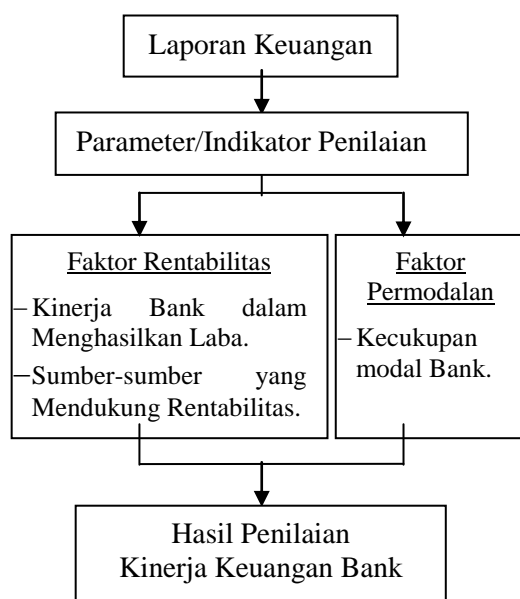 Laporan Keuangan
Parameter/Indikator Penilaian
Faktor Rentabilitas
– Kinerja Bank dalam
Menghasilkan Laba.
– Sumber-sumber yang
Mendukung Rentabilitas.
Faktor
Permodalan
– Kecukupan
modal Bank.
Hasil Penilaian
Kinerja Keuangan Bank